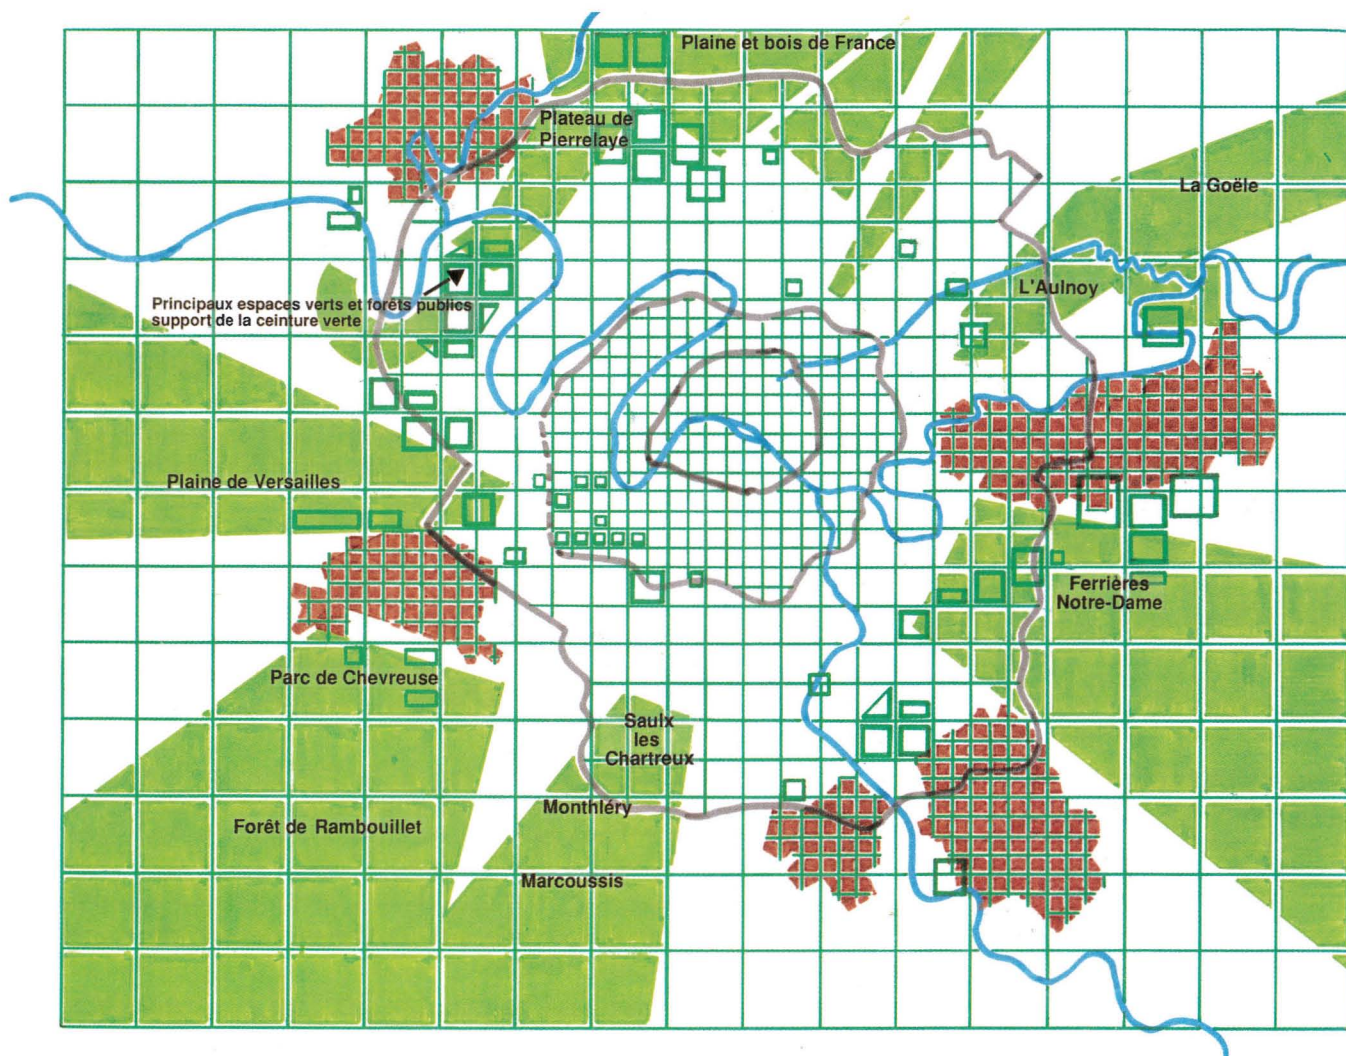 Plaine et bois de France
Plateau de
Pierrelaye
La Goële
L'Aulnoy
Principaux espaces verts et forêts publics
support de la ceinture verte
Plaine de Versailles
Ferrières
Notre-Dame
Parc de Chevreuse
Saulx
les
Chartreux
Monthléry
Forêt de Rambouillet
Marcoussis